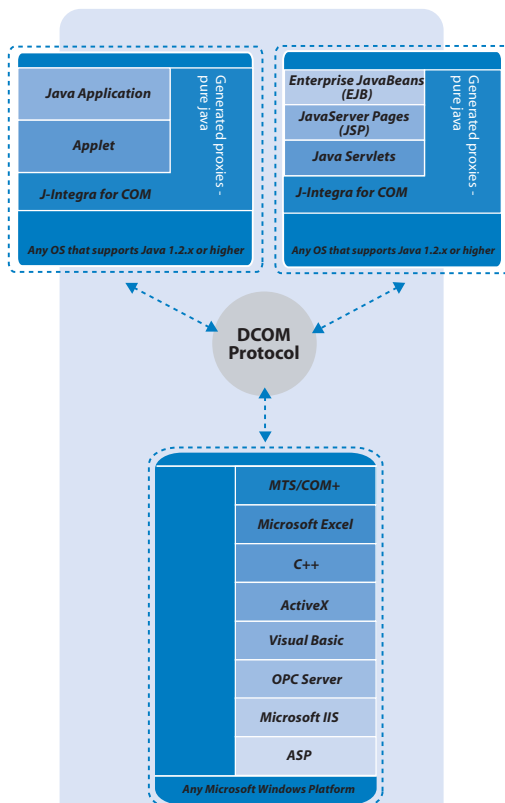 Java Application
Applet
Generated proxies -
pure java
J-Integra for COM
Any OS that supports Java 1.2.x or higher
Enterprise JavaBeans
(EJB)
JavaServer Pages
(JSP)
Java Servlets
Generated proxies -
pure java
J-Integra for COM
Any OS that supports Java 1.2.x or higher
DCOM
Protocol
MTS/COM+
Microsoft Excel
C++
ActiveX
Visual Basic
OPC Server
Microsoft IIS
ASP
Any Microsoft Windows Platform